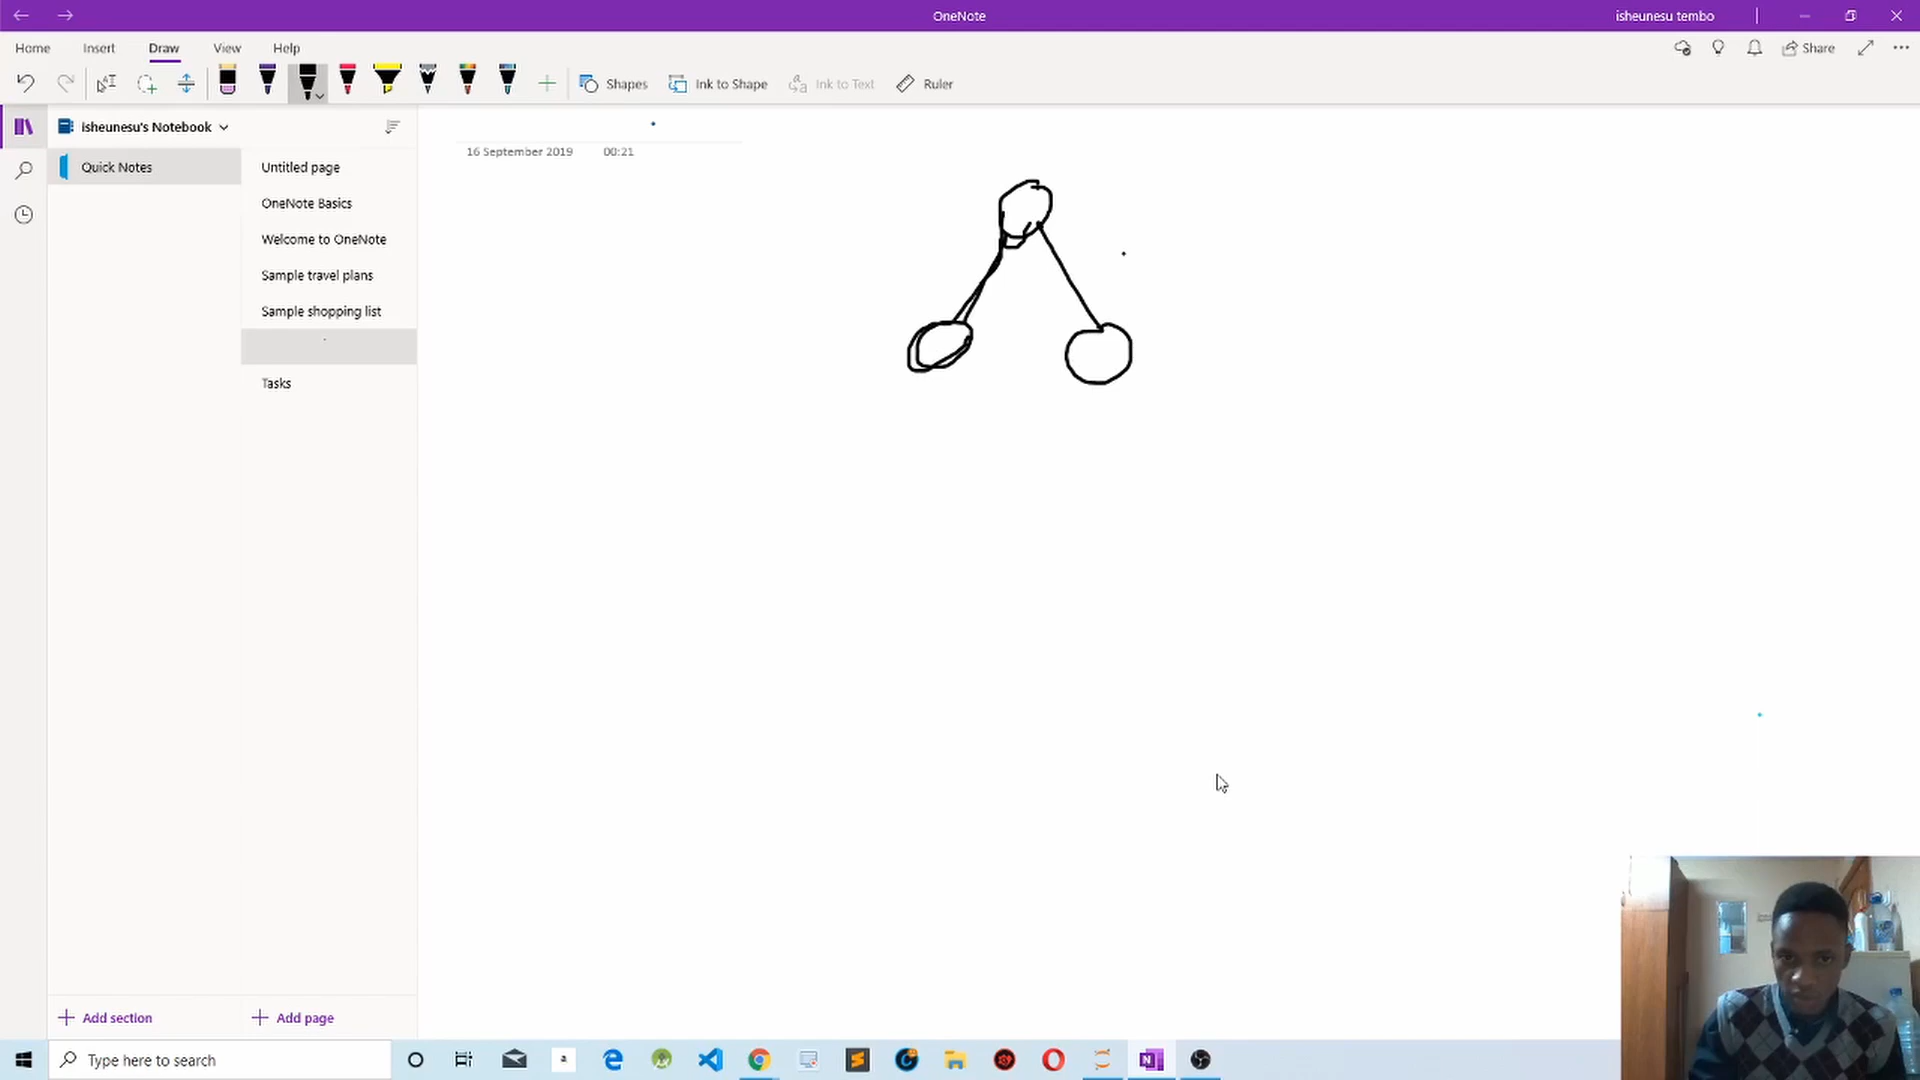 OneNote
isheunesu tembo
Home Insert Draw View Help
Share
Shapes Ink to Shape Ink to Text Ruler
isheunesu's Notebook
Quick Notes
Untitled page
OneNote Basics
Welcome to OneNote
Sample travel plans
Sample shopping list
Tasks
16 September 2019 00:21
Add section
Add page
Type here to search